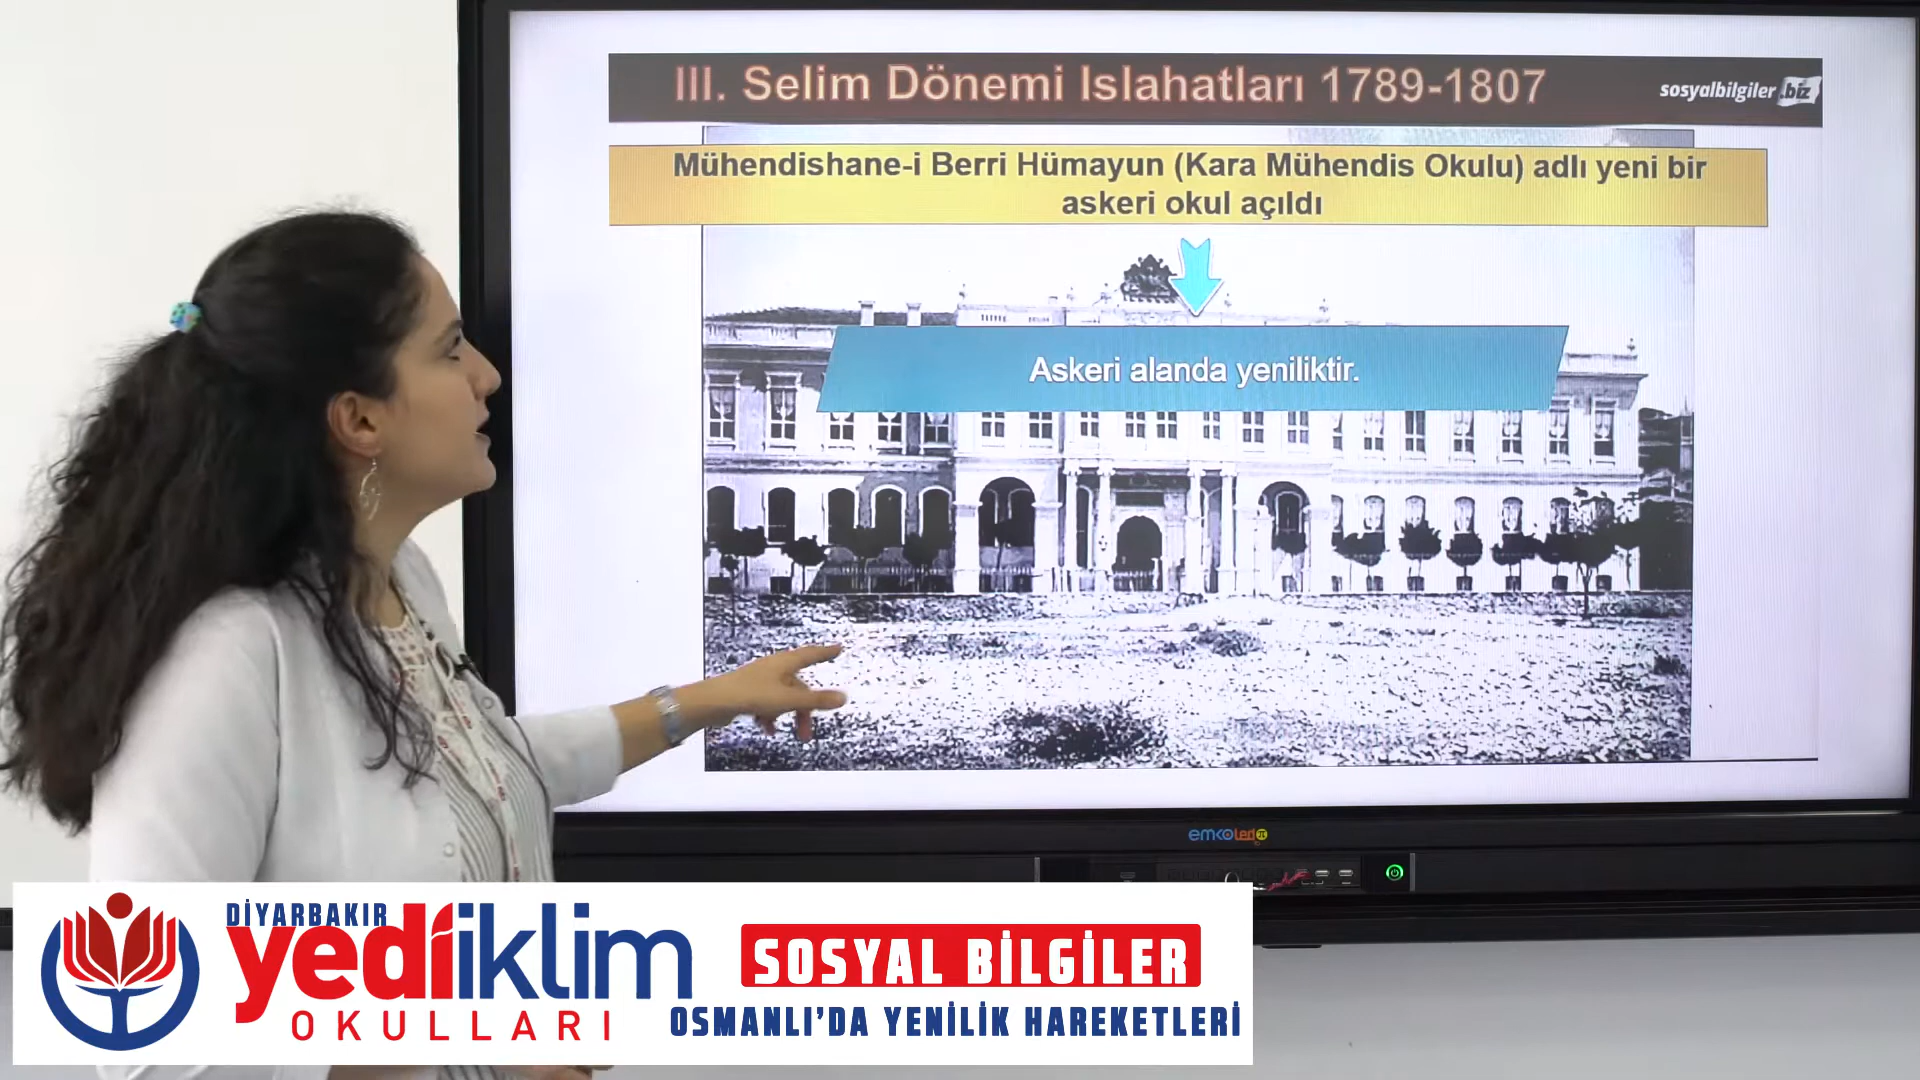 III. Selim Dönemi Islahatları 1789-1807
sosyalbilgiler.biz
Mühendishane-i Berri Hümayun (Kara Mühendis Okulu) adlı yeni bir
askeri okul açıldı
Askeri alanda yeniliktir.
emkoled
DİYARBAKIR
yediiklim
OKULLARI
SOSYAL BİLGİLER
OSMANLI'DA YENİLİK HAREKETLERİ